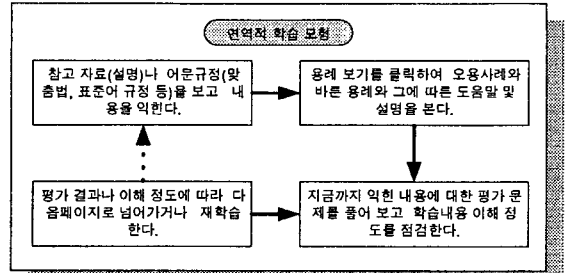 연역적 학습 모형
참고 자료(설명)나 어문규정(맞
춤법, 표준어 규정 등)을 보고 내
용을 익힌다.
용례 보기를 클릭하여 오용사례와
바른 용례와 그에 따른 도움말 및
설명을 본다.
평가 결과나 이해 정도에 따라 다
음페이지로 넘어가거나 재학습
한다.
지금까지 익힌 내용에 대한 평가 문
제를 풀어 보고 학습내용 이해 정
도를 점검한다.